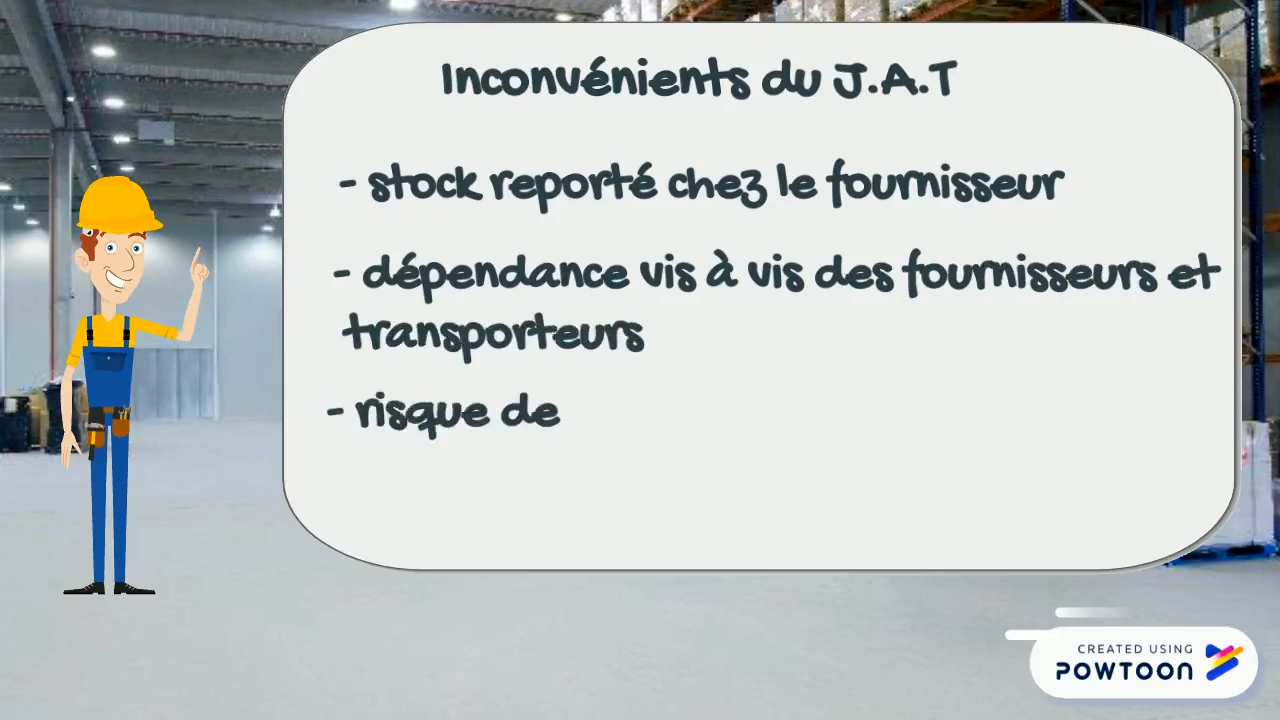 Inconvénients du J.A.T
- stock reporté chez le fournisseur
- dépendance vis à vis des fournisseurs et
transporteurs
- risque de
CREATED USING
POWTOON